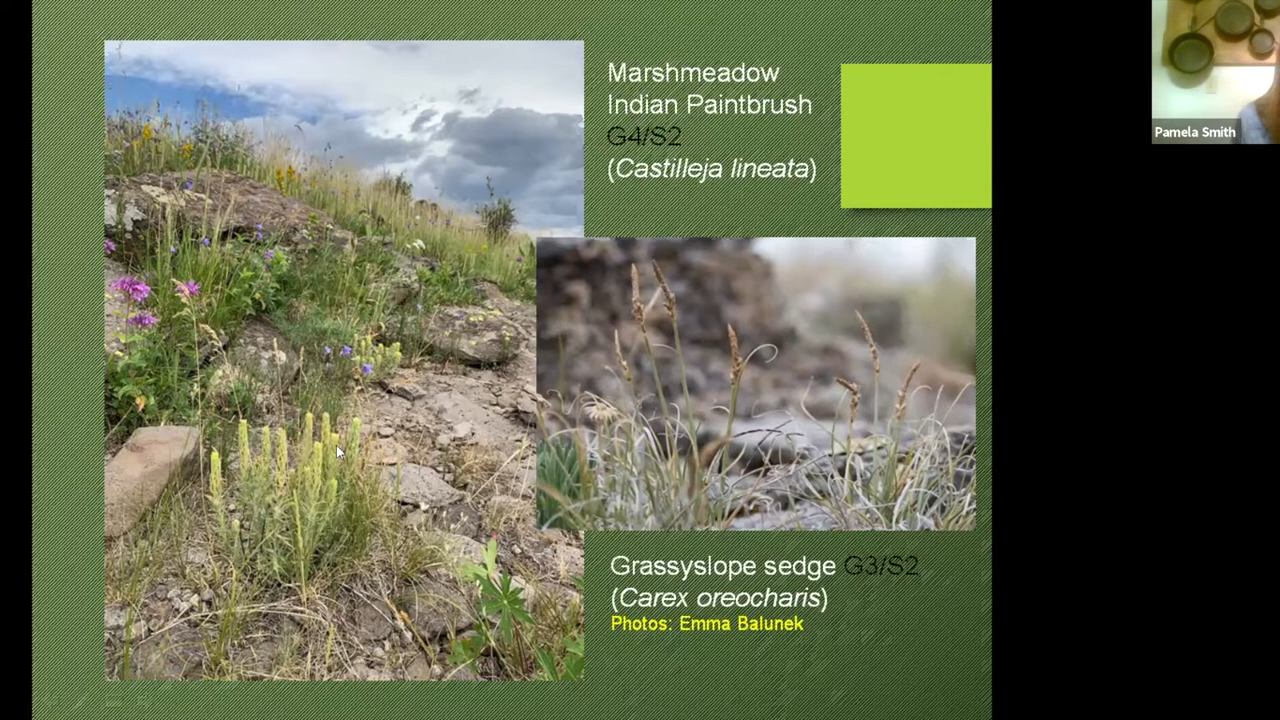 Marshmeadow
Indian Paintbrush
G4/S2
(Castilleja lineata)
Grassyslope sedge G3/S2
(Carex oreocharis)
Photos: Emma Balunek
Pamela Smith